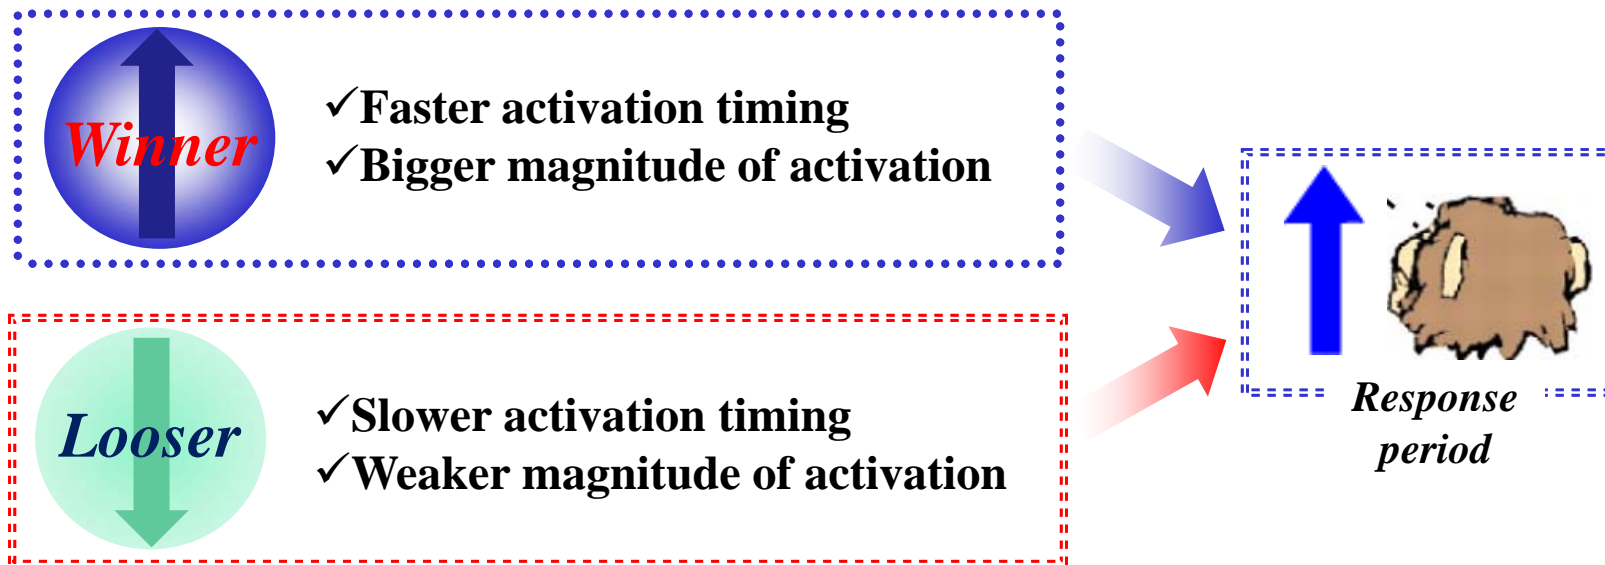 Winner
✓Faster activation timing
✓Bigger magnitude of activation
Looser
✓Slower activation timing
✓Weaker magnitude of activation
Response
period